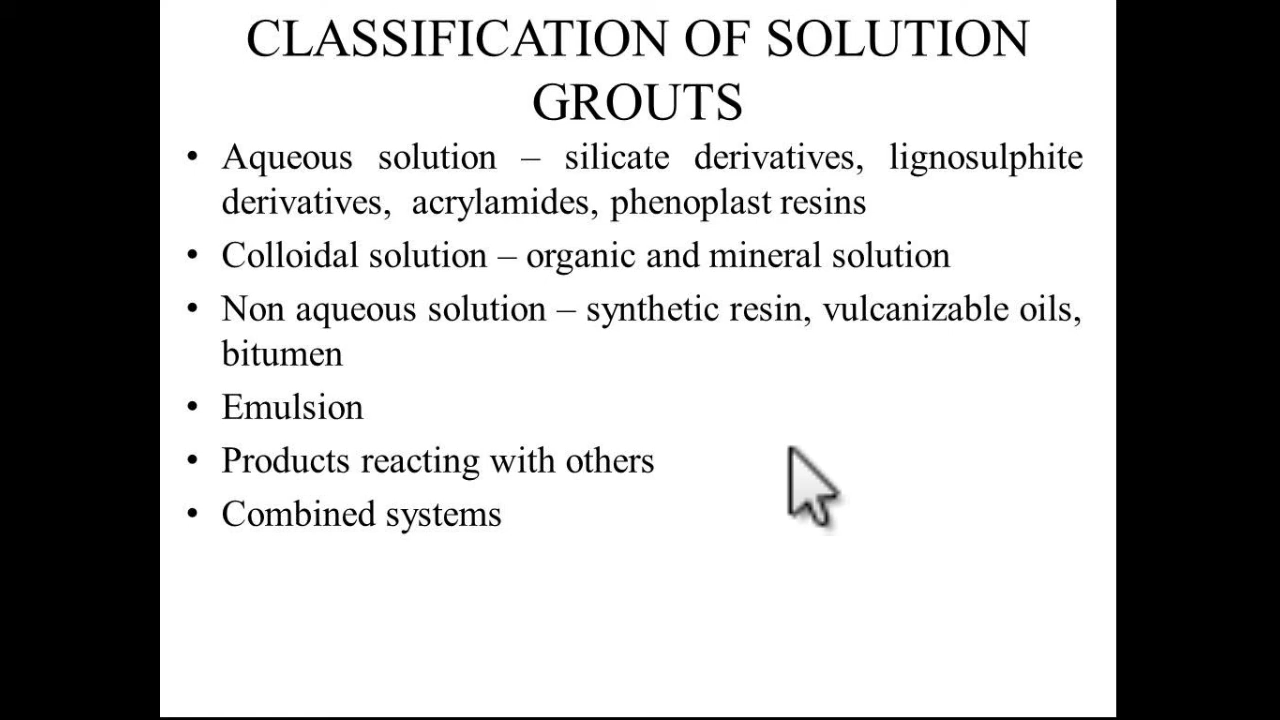 CLASSIFICATION OF SOLUTION
GROUTS
• Aqueous solution – silicate derivatives, lignosulphite
derivatives, acrylamides, phenoplast resins
• Colloidal solution – organic and mineral solution
• Non aqueous solution – synthetic resin, vulcanizable oils,
bitumen
• Emulsion
• Products reacting with others
• Combined systems